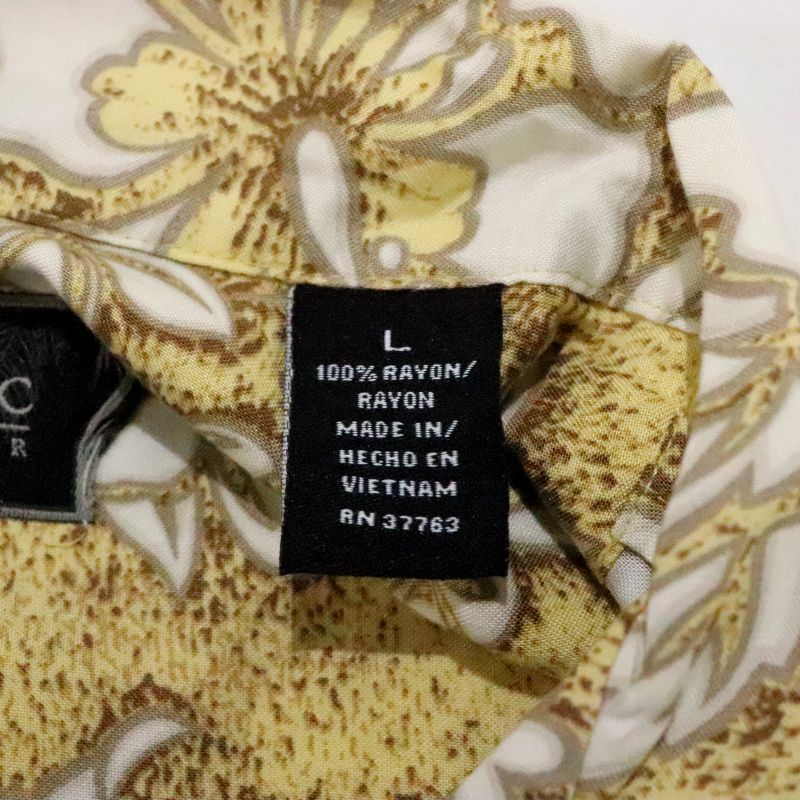 C
R
L
100% RAYON/
RAYON
MADE IN/
HECHO EN
VIETNAM
RN 37763